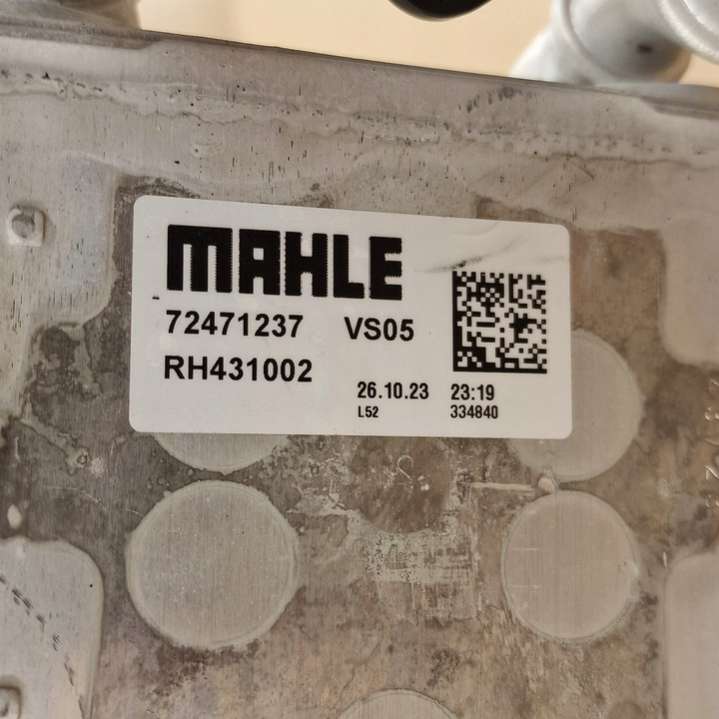 MAHLE
72471237 VS05
RH431002
26.10.23 23:19
L52 334840